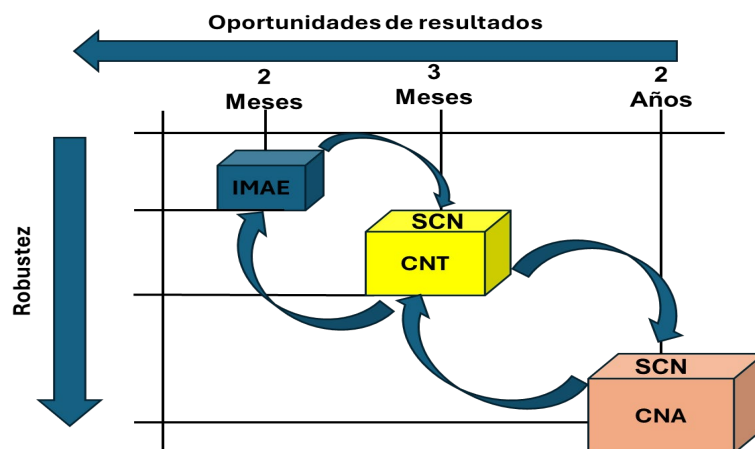 Oportunidades de resultados
2 Meses
3 Meses
2 Años
Robustez
IMAE
SCN
CNT
SCN
CNA